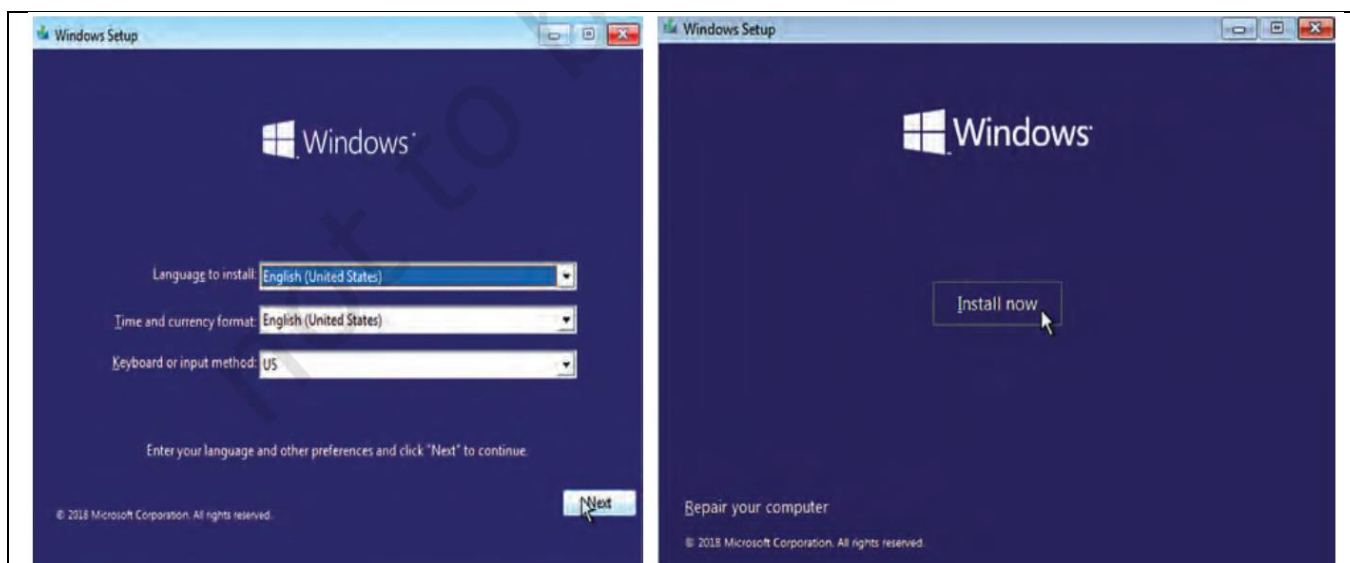 Windows Setup
Windows
Language to install: English (United States)
Time and currency format: English (United States)
Keyboard or input method: US
Enter your language and other preferences and click "Next" to continue.
Next
© 2018 Microsoft Corporation. All rights reserved.
Windows Setup
Windows
Install now
Repair your computer
© 2018 Microsoft Corporation. All rights reserved.
not to b